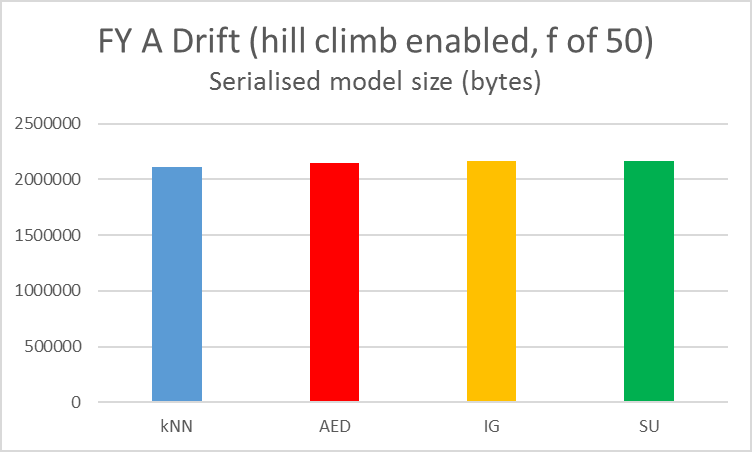 FY A Drift (hill climb enabled, f of 50)
Serialised model size (bytes)
2500000
2000000
1500000
1000000
500000
0
kNN AED IG SU